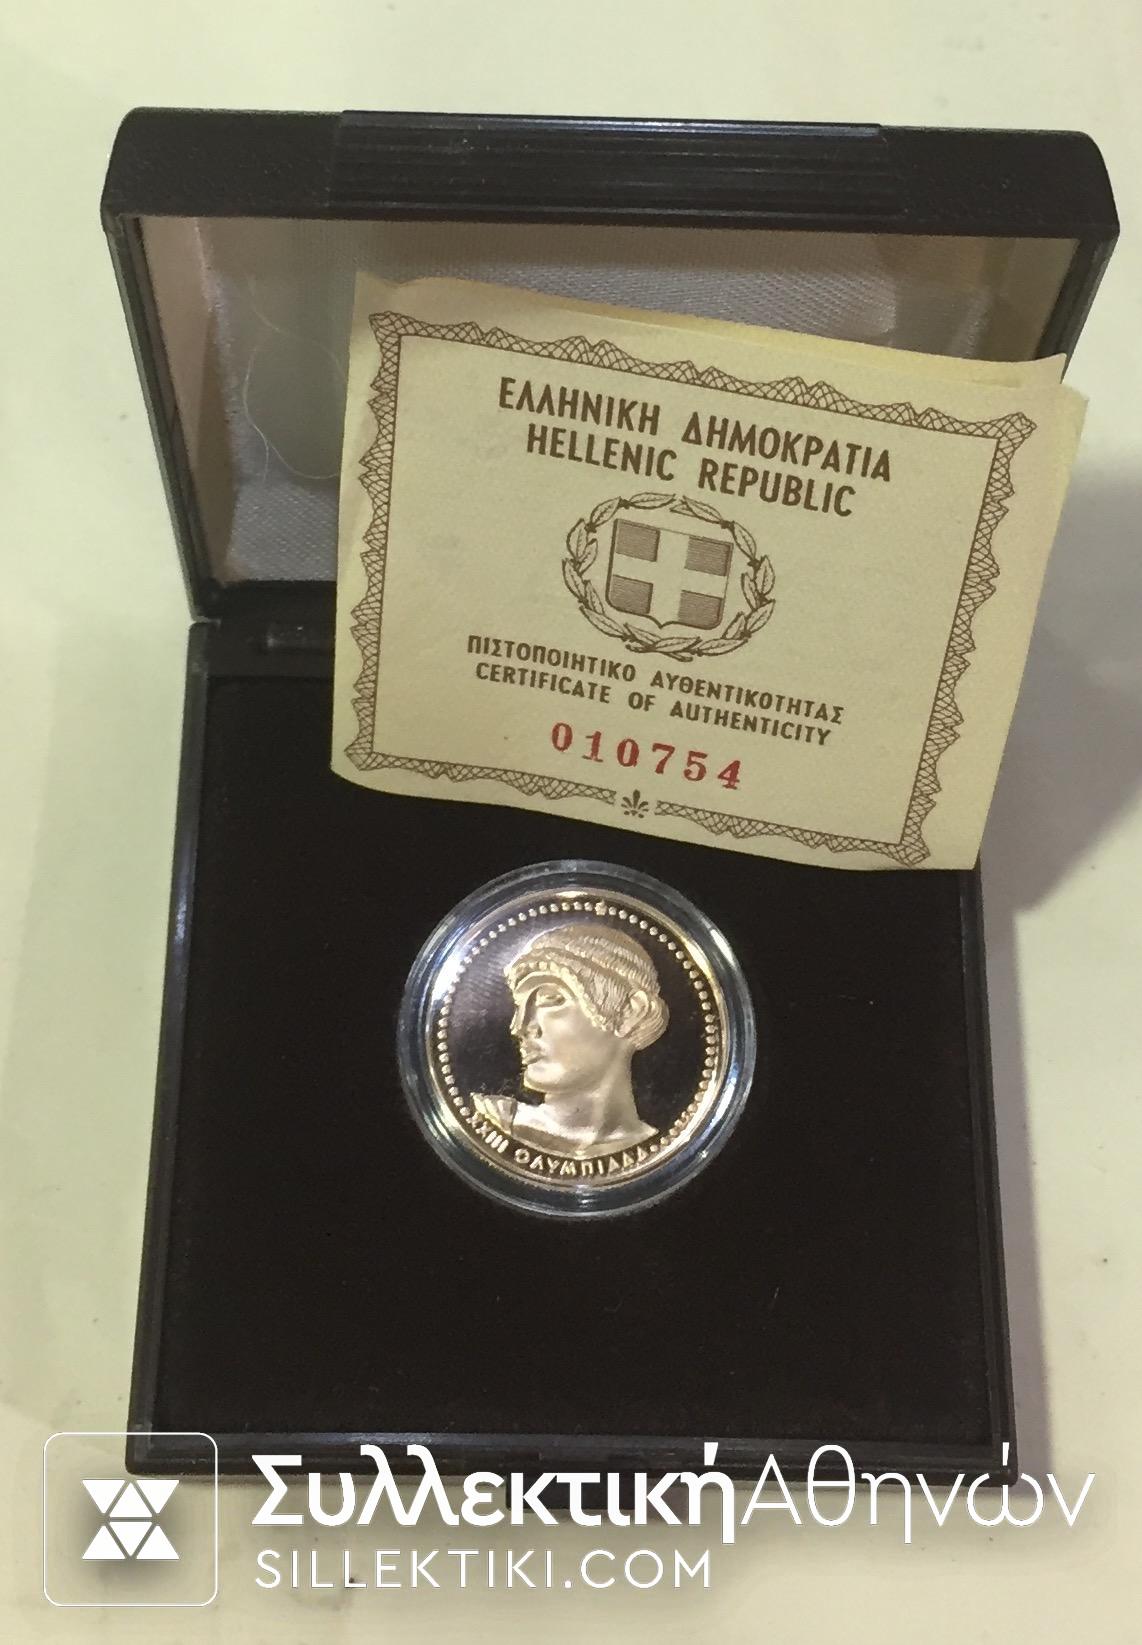 ΕΛΛΗΝΙΚΗ ΔΗΜΟΚΡΑΤΙΑ
HELLENIC REPUBLIC
ΠΙΣΤΟΠΟΙΗΤΙΚΟ ΑΥΘΕΝΤΙΚΟΤΗΤΑΣ
CERTIFICATE OF AUTHENTICITY
010754
XXIII ΟΛΥΜΠΙΑΔΑ
ΣυλλεκτικήΑθηνών
SILLEKTIKI.COM